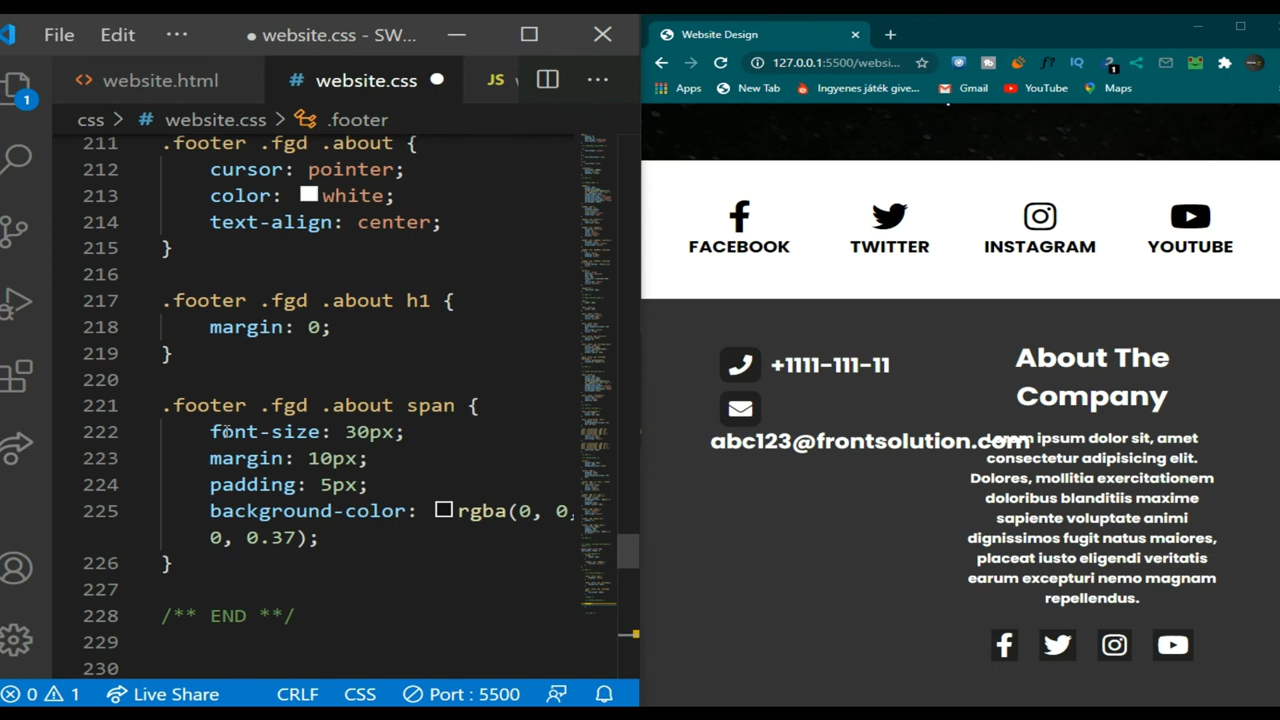 File Edit ··· ● website.css - SW...
<> website.html # website.css ● JS ···
css > # website.css > .footer
211 .footer .fgd .about {
212 cursor: pointer;
213 color: white;
214 text-align: center;
215 }
216
217 .footer .fgd .about h1 {
218 margin: 0;
219 }
220
221 .footer .fgd .about span {
222 font-size: 30px;
223 margin: 10px;
224 padding: 5px;
225 background-color: rgba(0, 0,
0, 0.37);
226 }
227
228 /** END **/
229
230
1
0 1 Live Share CRLF CSS Port : 5500
Website Design
127.0.0.1:5500/websi...
f? IQ 1
Apps New Tab Ingyenes játék give... Gmail YouTube Maps
FACEBOOK TWITTER INSTAGRAM YOUTUBE
+1111-111-11
abc123@frontsolution.com
About The
Company
Lorem ipsum dolor sit, amet
consectetur adipisicing elit.
Dolores, mollitia exercitationem
doloribus blanditiis maxime
sapiente voluptate animi
dignissimos fugit natus maiores,
placeat iusto eligendi veritatis
earum excepturi nemo magnam
repellendus.